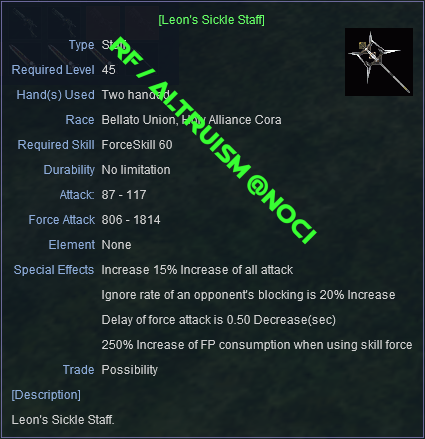 [Leon's Sickle Staff]
Type Staff
Required Level 45
Hand(s) Used Two handed
Race Bellato Union, Holy Alliance Cora
Required Skill ForceSkill 60
Durability No limitation
Attack: 87 - 117
Force Attack 806 - 1814
Element None
Special Effects Increase 15% Increase of all attack
Ignore rate of an opponent's blocking is 20% Increase
Delay of force attack is 0.50 Decrease(sec)
250% Increase of FP consumption when using skill force
Trade Possibility
[Description]
Leon's Sickle Staff.
RF / ALTRUISM @NOCI